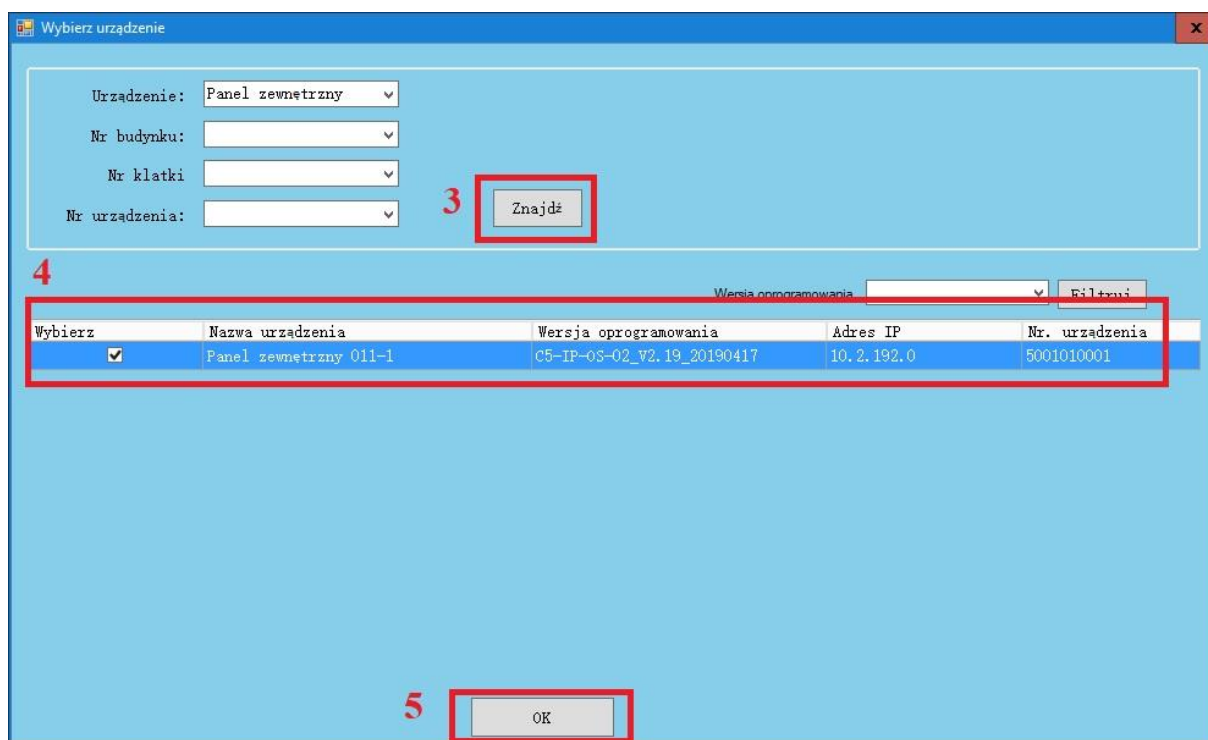 Wybierz urządzenie
x
Urządzenie: Panel zewnętrzny
Nr budynku:
Nr klatki
Nr urządzenia:
3 Znajdź
4
Wersja oprogramowania Filtruj
Wybierz Nazwa urządzenia Wersja oprogramowania Adres IP Nr. urządzenia
Panel zewnętrzny 011-1 C5-IP-OS-02_V2.19_20190417 10.2.192.0 5001010001
5 OK